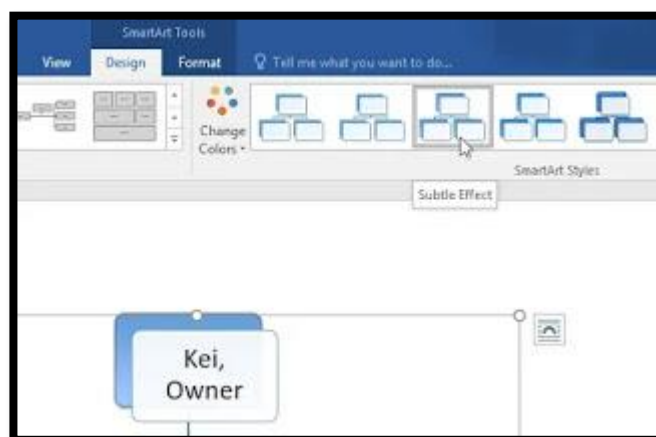 SmartArt Tools
View Design Format Tell me what you want to do...
Change
Colors
SmartArt Styles
Subtle Effect
Kei,
Owner